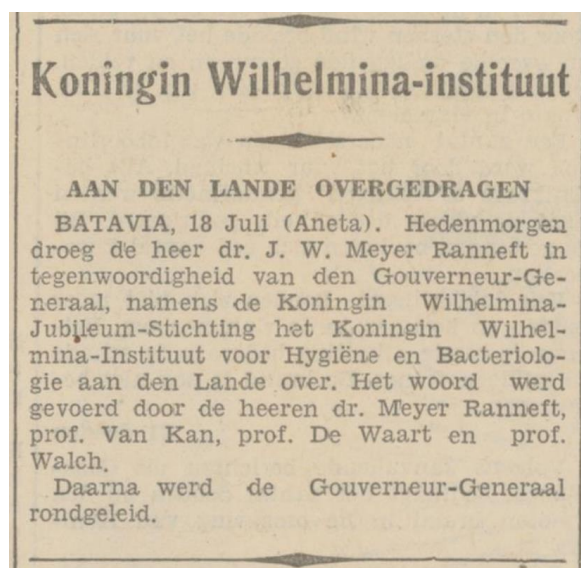 Koningin Wilhelmina-instituut
AAN DEN LANDE OVERGEDRAGEN
BATAVIA, 18 Juli (Aneta). Hedenmorgen
droeg de heer dr. J. W. Meyer Ranneft in
tegenwoordigheid van den Gouverneur-Ge-
neraal, namens de Koningin Wilhelmina-
Jubileum-Stichting het Koningin Wilhel-
mina-Instituut voor Hygiëne en Bacteriolo-
gie aan den Lande over. Het woord werd
gevoerd door de heeren dr. Meyer Ranneft,
prof. Van Kan, prof. De Waart en prof.
Walch.
Daarna werd de Gouverneur-Generaal
rondgeleid.